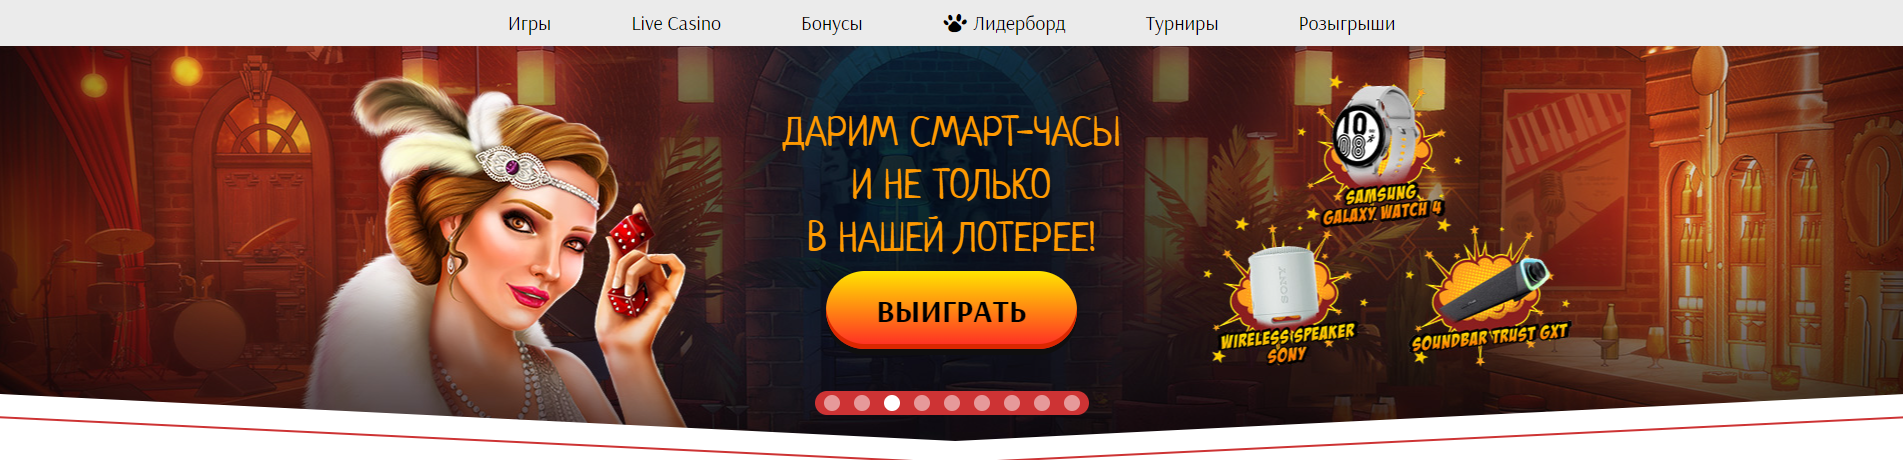 Игры
Live Casino
Бонусы
Лидерборд
Турниры
Розыгрыши
ДАРИМ СМАРТ-ЧАСЫ
И НЕ ТОЛЬКО
В НАШЕЙ ЛОТЕРЕЕ!
ВЫИГРАТЬ
10
08
SAMSUNG
GALAXY WATCH 4
SONY
WIRELESS SPEAKER
SONY
SOUNDBAR TRUST GXT